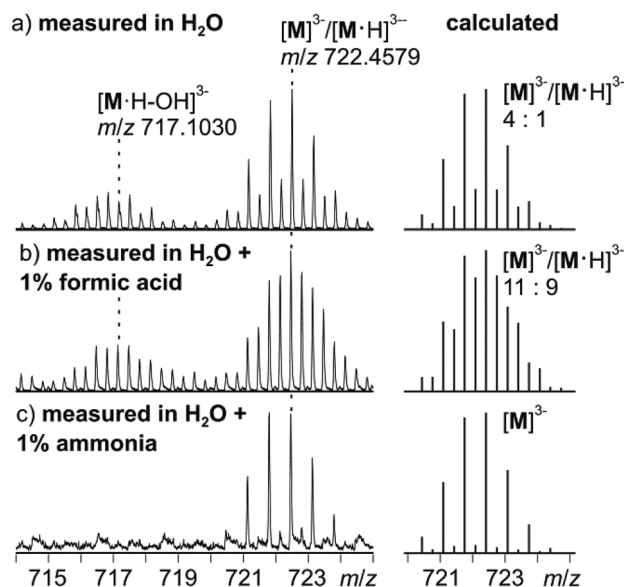 a) measured in H₂O
[M]³⁻/[M·H]³⁻⁻
m/z 722.4579
calculated
[M·H-OH]³⁻
m/z 717.1030
[M]³⁻/[M·H]³⁻
4 : 1
b) measured in H₂O +
1% formic acid
[M]³⁻/[M·H]³⁻
11 : 9
c) measured in H₂O +
1% ammonia
[M]³⁻
715 717 719 721 723 m/z
721 723 m/z